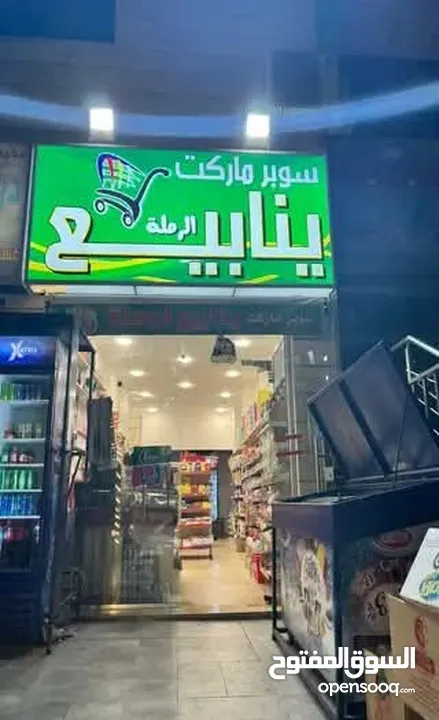 سوبر ماركت
ينابيع
الرملة
السوق المفتوح
opensooq.com